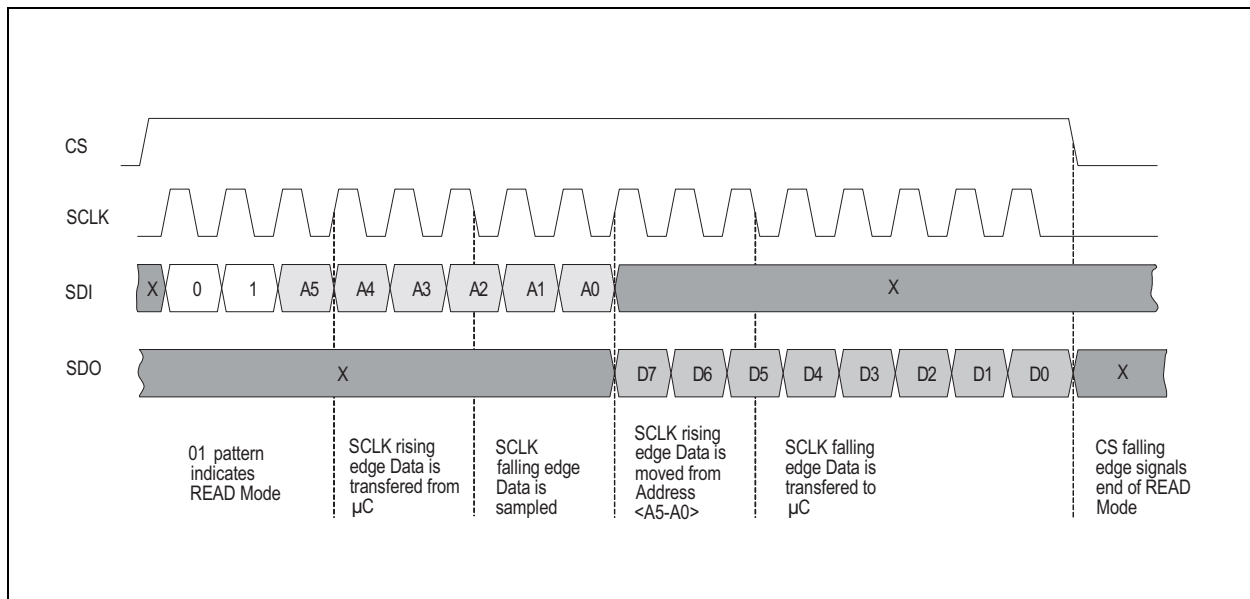 CS
SCLK
SDI
X 0 1 A5 A4 A3 A2 A1 A0 X
SDO
X D7 D6 D5 D4 D3 D2 D1 D0 X
01 pattern
indicates
READ Mode
SCLK rising
edge Data is
transfered from
µC
SCLK
falling edge
Data is
sampled
SCLK rising
edge Data is
moved from
Address
<A5-A0>
SCLK falling
edge Data is
transfered to
µC
CS falling
edge signals
end of READ
Mode